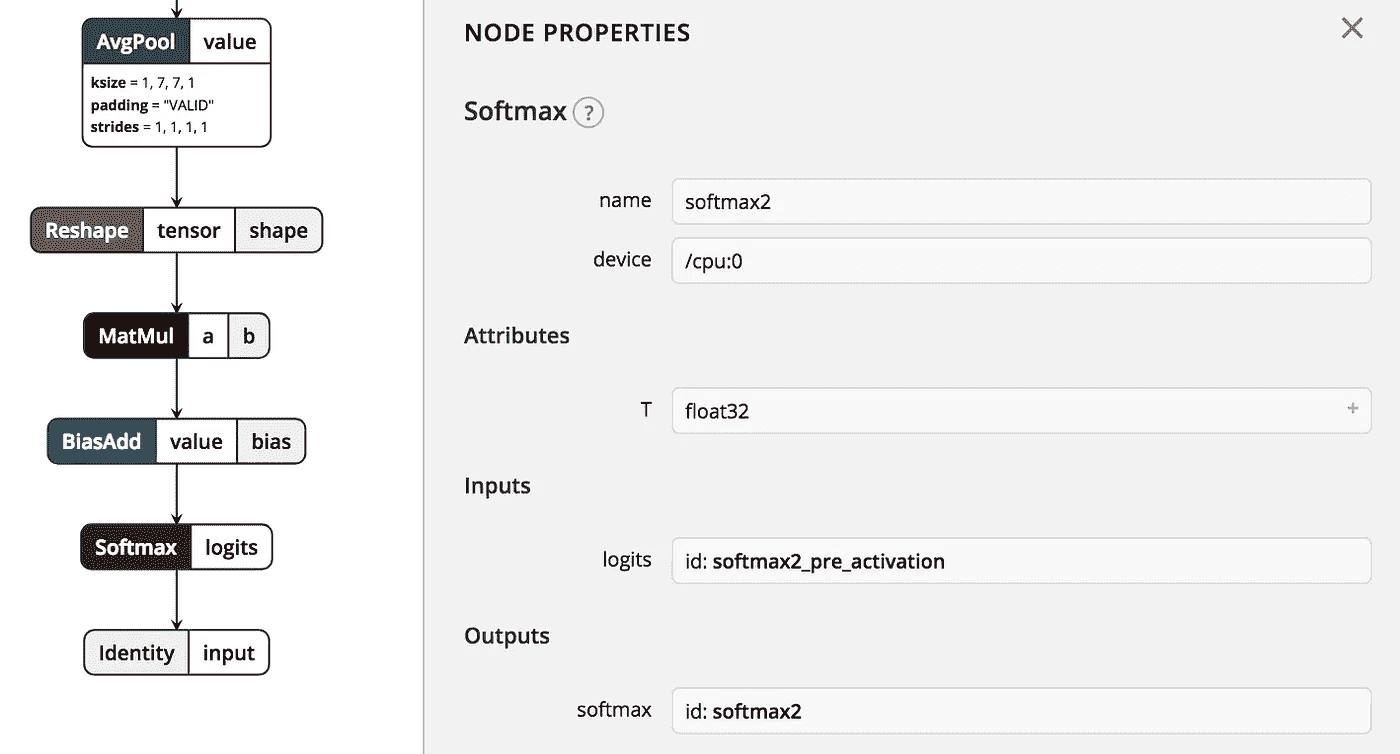 AvgPool value
ksize = 1, 7, 7, 1
padding = "VALID"
strides = 1, 1, 1, 1
Reshape tensor shape
MatMul a b
BiasAdd value bias
Softmax logits
Identity input
NODE PROPERTIES
Softmax ?
name softmax2
device /cpu:0
Attributes
T float32 +
Inputs
logits id: softmax2_pre_activation
Outputs
softmax id: softmax2